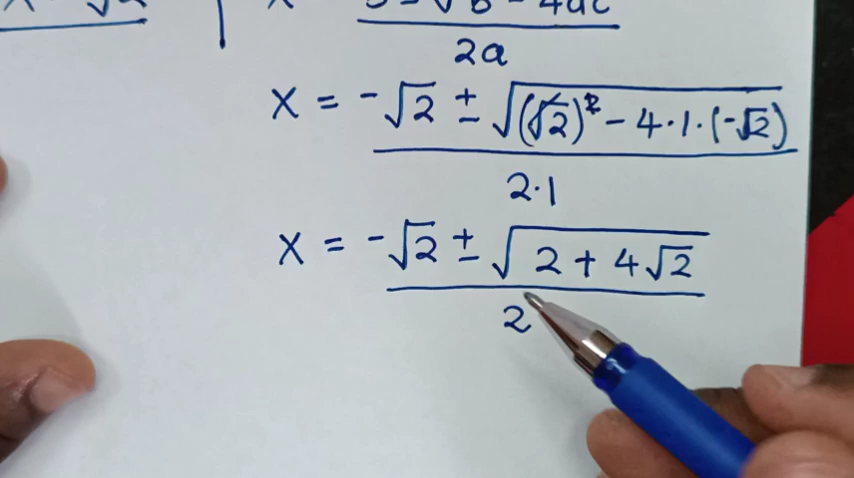 2a
x = -√2 ± √((√2)² - 4·1·(-√2))
2·1
x = -√2 ± √(2 + 4√2)
2